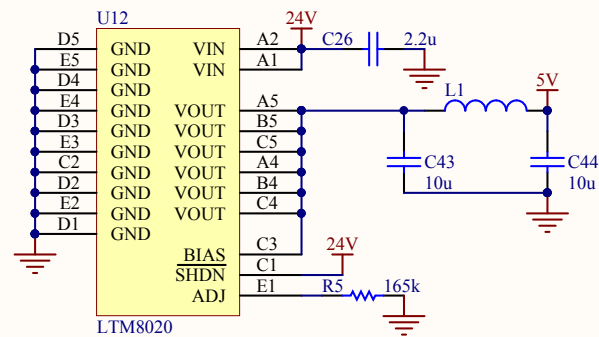 U12
24V
D5 GND VIN A2 C26 2.2u
E5 GND VIN A1
D4 GND
E4 GND VOUT A5 L1 5V
D3 GND VOUT B5
E3 GND VOUT C5
C2 GND VOUT A4 C43 C44
D2 GND VOUT B4 10u 10u
E2 GND VOUT C4
D1 GND
BIAS C3 24V
SHDN C1
ADJ E1 R5 165k
LTM8020